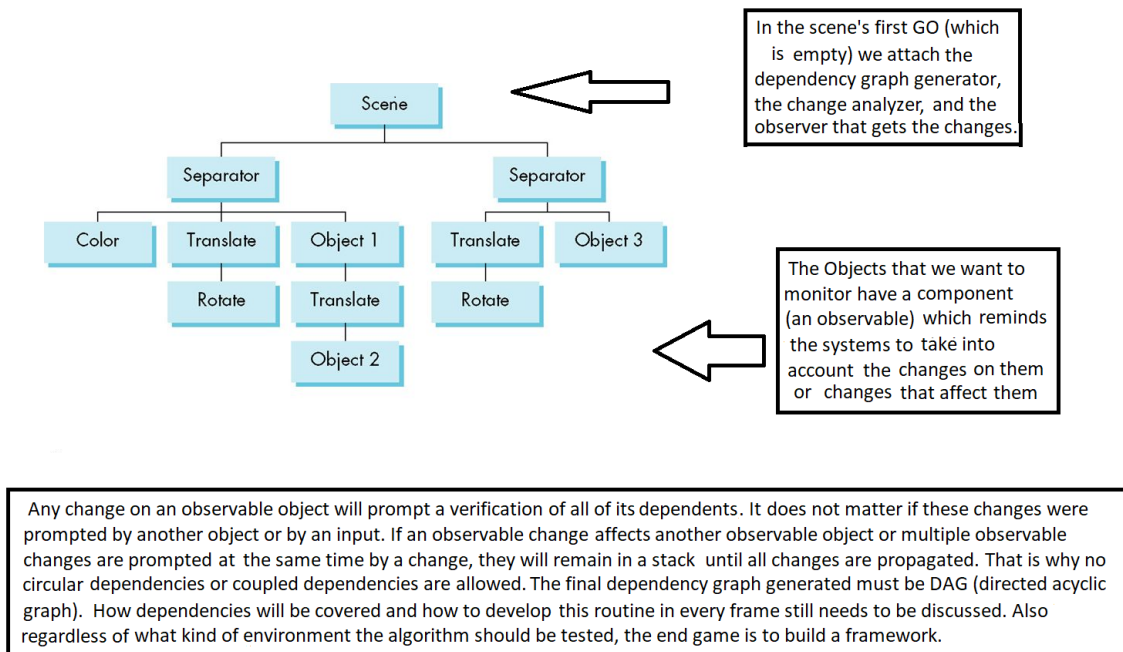 In the scene's first GO (which
is empty) we attach the
dependency graph generator,
the change analyzer, and the
observer that gets the changes.
Scene
Separator
Separator
Color
Translate
Object 1
Translate
Object 3
Rotate
Translate
Rotate
Object 2
The Objects that we want to
monitor have a component
(an observable) which reminds
the systems to take into
account the changes on them
or changes that affect them
Any change on an observable object will prompt a verification of all of its dependents. It does not matter if these changes were
prompted by another object or by an input. If an observable change affects another observable object or multiple observable
changes are prompted at the same time by a change, they will remain in a stack until all changes are propagated. That is why no
circular dependencies or coupled dependencies are allowed. The final dependency graph generated must be DAG (directed acyclic
graph). How dependencies will be covered and how to develop this routine in every frame still needs to be discussed. Also
regardless of what kind of environment the algorithm should be tested, the end game is to build a framework.